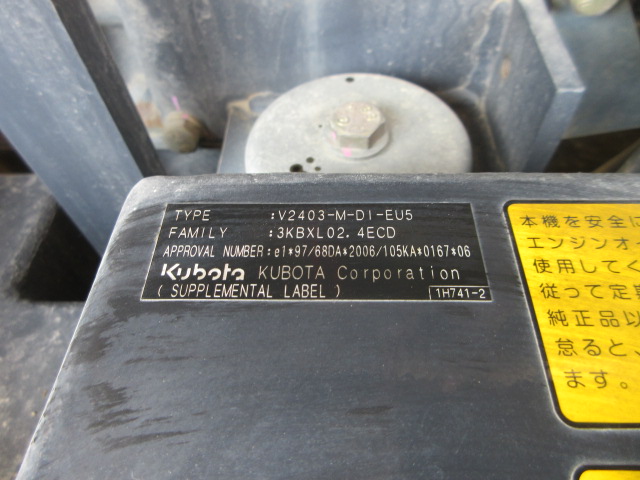 TYPE :V2403-M-DI-EU5
FAMILY :3KBXL02.4ECD
APPROVAL NUMBER:e1*97/68DA*2006/105KA*0167*06
Kubota KUBOTA Corporation
(SUPPLEMENTAL LABEL)
1H741-2
本機を安全に
エンジンオ
使用してく
従って定
純正品以
怠ると、
ます。